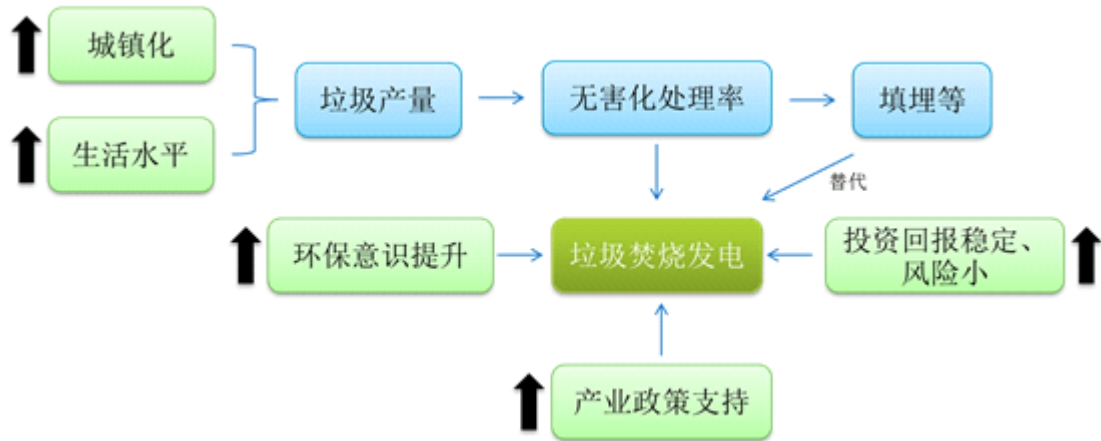 城镇化
生活水平
垃圾产量
无害化处理率
填埋等
替代
环保意识提升
垃圾焚烧发电
投资回报稳定、
风险小
产业政策支持